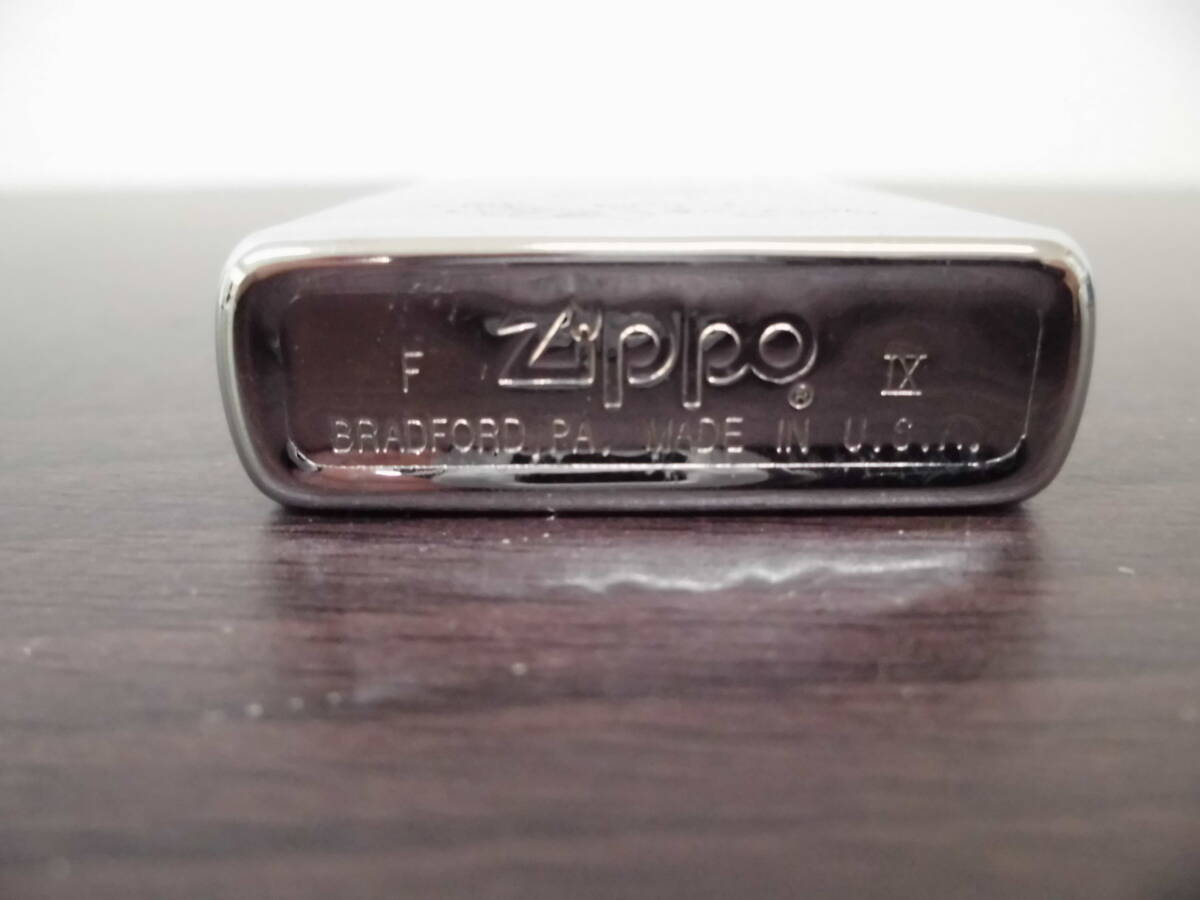 F Zippo® IX
BRADFORD, PA. MADE IN U.S.A.